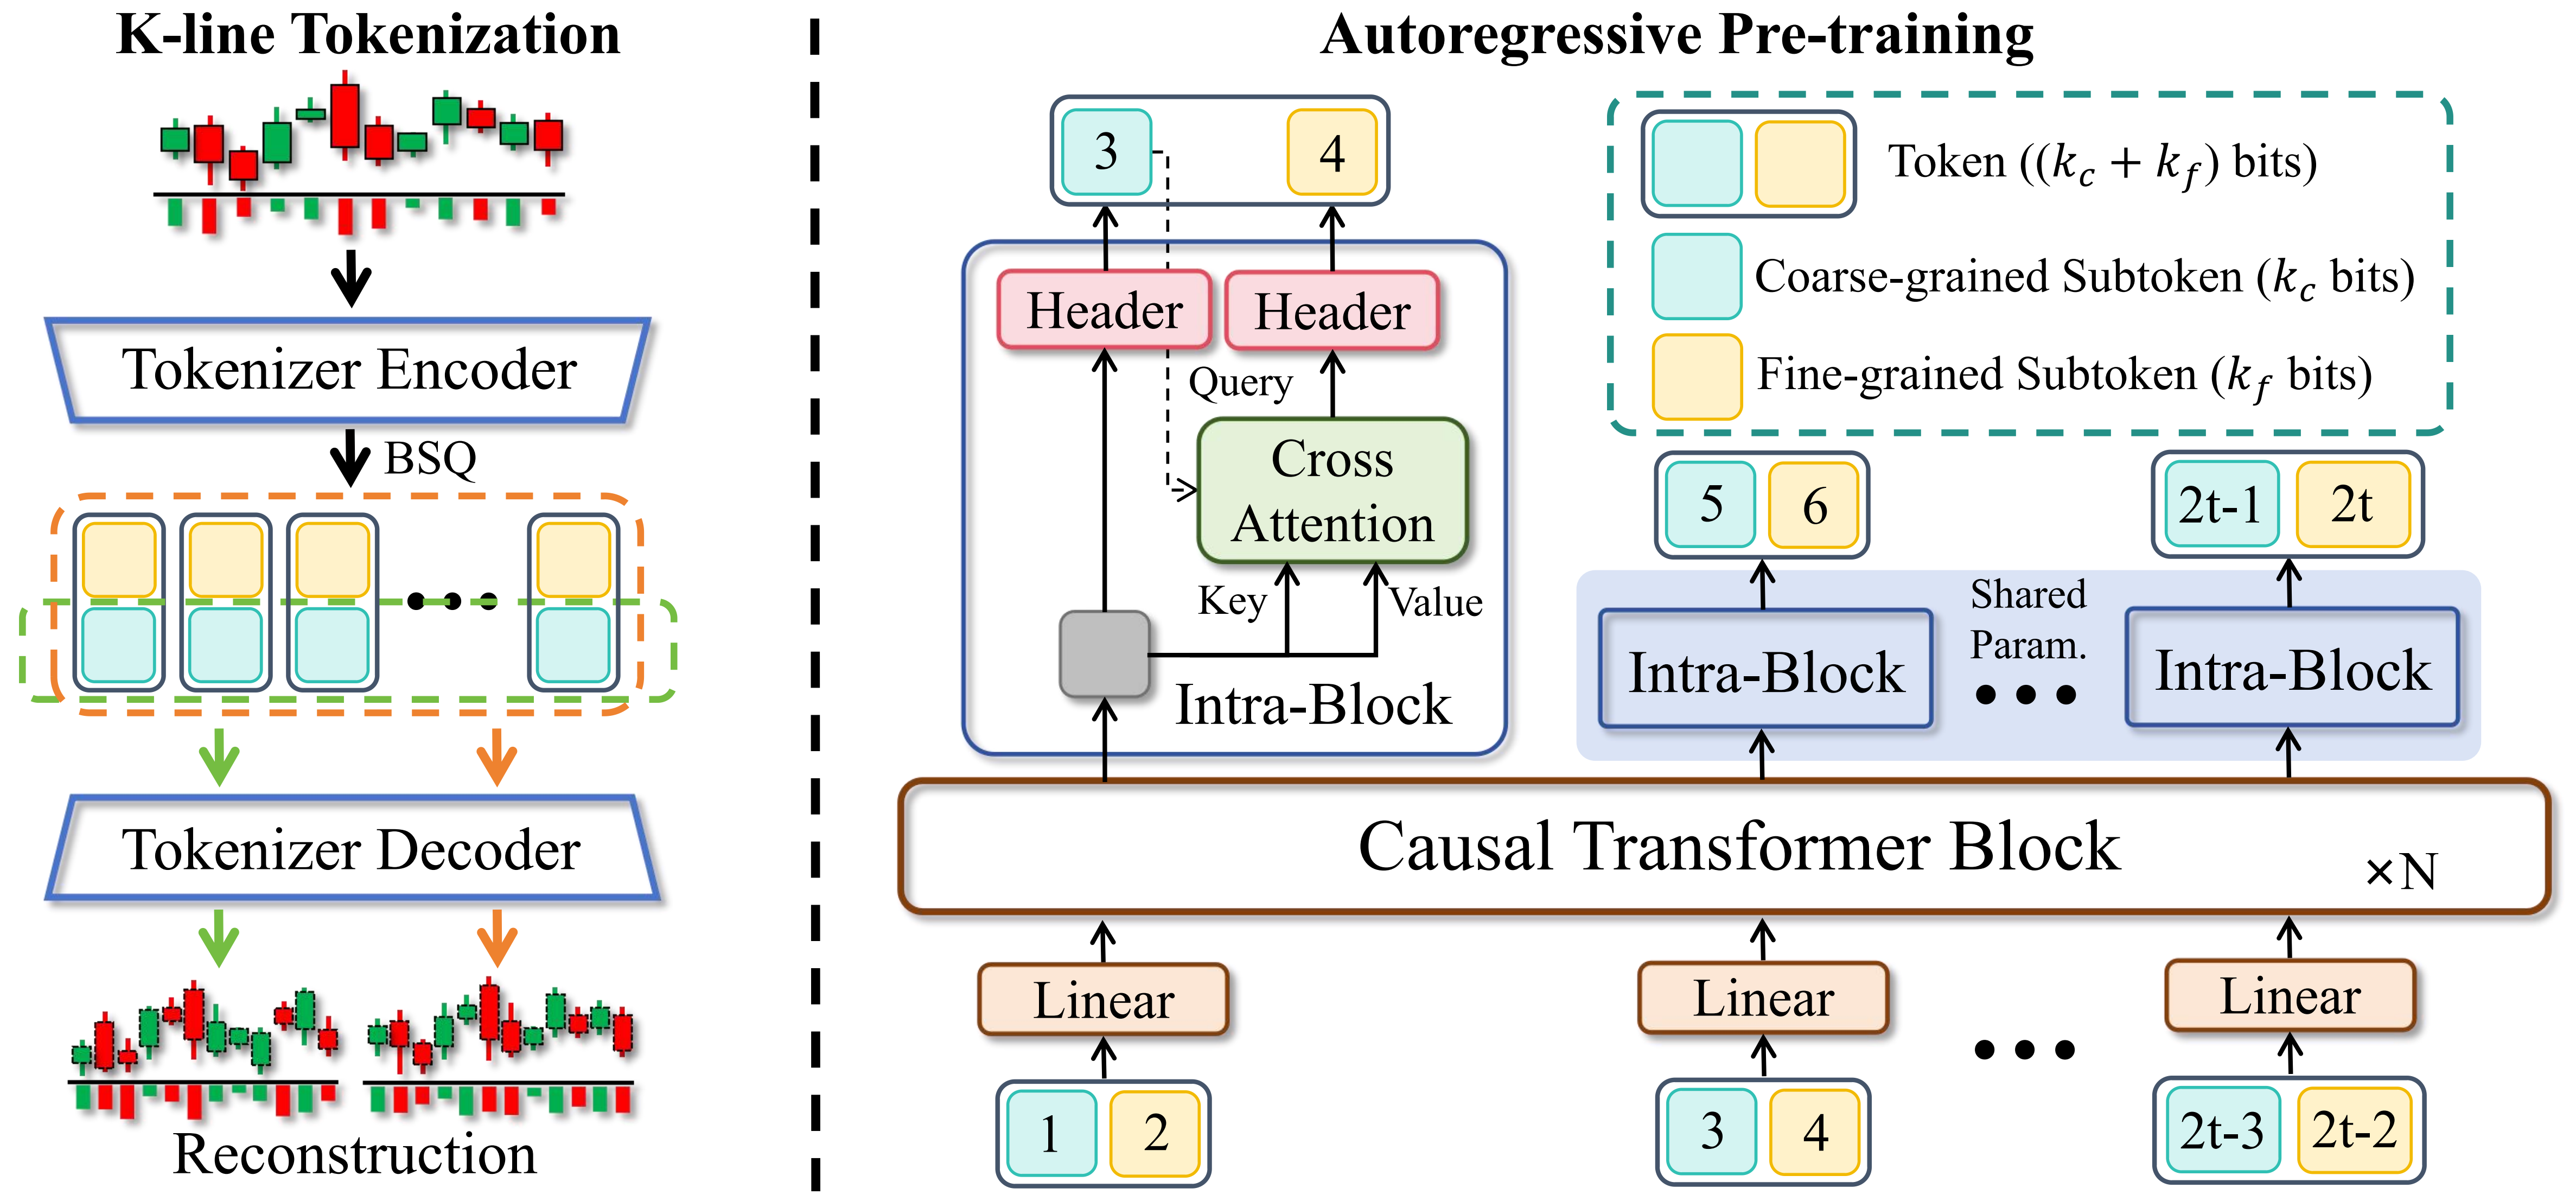 K-line Tokenization
Tokenizer Encoder
BSQ
Tokenizer Decoder
Reconstruction
Autoregressive Pre-training
3
4
Header
Header
Query
Cross
Attention
Key
Value
Intra-Block
Token ((k_c + k_f) bits)
Coarse-grained Subtoken (k_c bits)
Fine-grained Subtoken (k_f bits)
5
6
2t-1
2t
Shared
Param.
Intra-Block
Intra-Block
Causal Transformer Block
×N
Linear
Linear
Linear
1
2
3
4
2t-3
2t-2